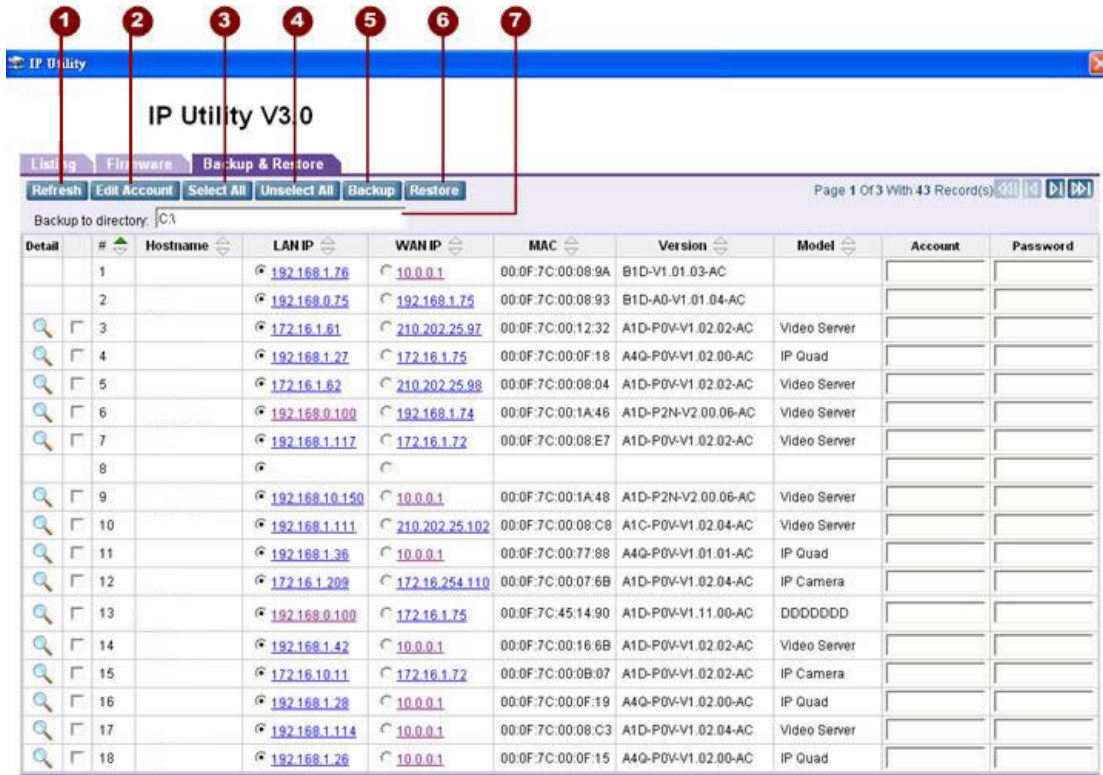 1 2 3 4 5 6 7
IP Utility
IP Utility V3.0
Listing Firmware Backup & Restore
Refresh Edit Account Select All Unselect All Backup Restore Page 1 Of 3 With 43 Record(s)
Backup to directory: C:\
Detail # Hostname LAN IP WAN IP MAC Version Model Account Password
1 192.168.1.76 10.0.0.1 00:0F:7C:00:08:9A B1D-V1.01.03-AC
2 192.168.0.75 192.168.1.75 00:0F:7C:00:08:93 B1D-A0-V1.01.04-AC
3 172.16.1.61 210.202.25.97 00:0F:7C:00:12:32 A1D-P0V-V1.02.02-AC Video Server
4 192.168.1.27 172.16.1.75 00:0F:7C:00:0F:18 A4Q-P0V-V1.02.00-AC IP Quad
5 172.16.1.62 210.202.25.98 00:0F:7C:00:08:04 A1D-P0V-V1.02.02-AC Video Server
6 192.168.0.100 192.168.1.74 00:0F:7C:00:1A:46 A1D-P2N-V2.00.06-AC Video Server
7 192.168.1.117 172.16.1.72 00:0F:7C:00:08:E7 A1D-P0V-V1.02.02-AC Video Server
8
9 192.168.10.150 10.0.0.1 00:0F:7C:00:1A:48 A1D-P2N-V2.00.06-AC Video Server
10 192.168.1.111 210.202.25.102 00:0F:7C:00:08:C8 A1C-P0V-V1.02.04-AC Video Server
11 192.168.1.36 10.0.0.1 00:0F:7C:00:77:88 A4Q-P0V-V1.01.01-AC IP Quad
12 172.16.1.209 172.16.254.110 00:0F:7C:00:07:6B A1D-P0V-V1.02.04-AC IP Camera
13 192.168.0.100 172.16.1.75 00:0F:7C:45:14:90 A1D-P0V-V1.11.00-AC DDDDDDD
14 192.168.1.42 10.0.0.1 00:0F:7C:00:16:6B A1D-P0V-V1.02.02-AC Video Server
15 172.16.10.11 172.16.1.72 00:0F:7C:00:0B:07 A1D-P0V-V1.02.02-AC IP Camera
16 192.168.1.28 10.0.0.1 00:0F:7C:00:0F:19 A4Q-P0V-V1.02.00-AC IP Quad
17 192.168.1.114 10.0.0.1 00:0F:7C:00:08:C3 A1D-P0V-V1.02.04-AC Video Server
18 192.168.1.26 10.0.0.1 00:0F:7C:00:0F:15 A4Q-P0V-V1.02.00-AC IP Quad